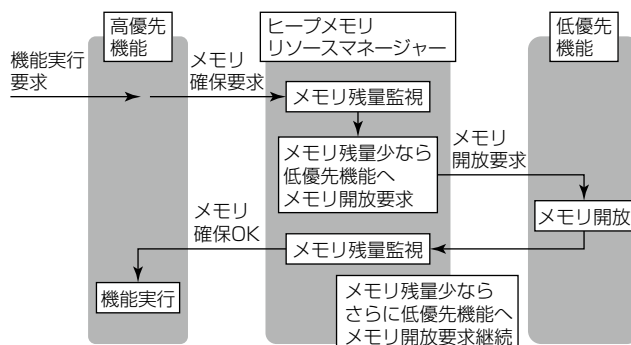 高優先
機能
ヒープメモリ
リソースマネージャー
低優先
機能
機能実行
要求
メモリ
確保要求
メモリ残量監視
メモリ残量少なら
低優先機能へ
メモリ開放要求
メモリ
開放要求
メモリ開放
メモリ
確保OK
メモリ残量監視
機能実行
メモリ残量少なら
さらに低優先機能へ
メモリ開放要求継続